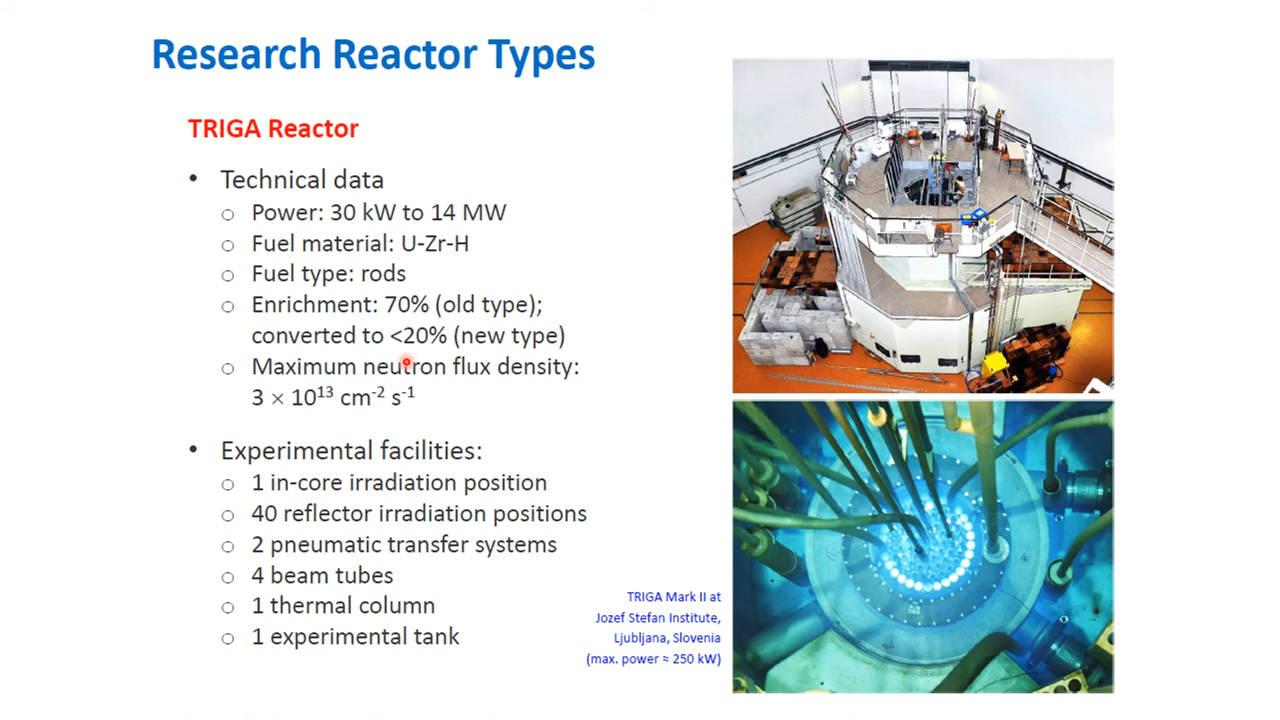 Research Reactor Types
TRIGA Reactor
• Technical data
○ Power: 30 kW to 14 MW
○ Fuel material: U-Zr-H
○ Fuel type: rods
○ Enrichment: 70% (old type);
converted to <20% (new type)
○ Maximum neutron flux density:
3 × 10¹³ cm⁻² s⁻¹
• Experimental facilities:
○ 1 in-core irradiation position
○ 40 reflector irradiation positions
○ 2 pneumatic transfer systems
○ 4 beam tubes
○ 1 thermal column
○ 1 experimental tank
TRIGA Mark II at
Jozef Stefan Institute,
Ljubljana, Slovenia
(max. power ≈ 250 kW)